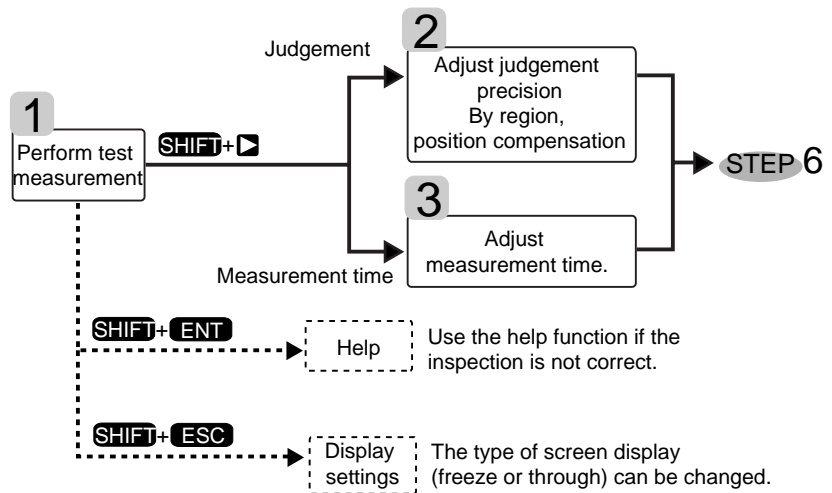 1
Perform test
measurement
SHIFT+▶
Judgement
2
Adjust judgement
precision
By region,
position compensation
Measurement time
3
Adjust
measurement time.
STEP 6
SHIFT+ ENT
Help
Use the help function if the
inspection is not correct.
SHIFT+ ESC
Display
settings
The type of screen display
(freeze or through) can be changed.